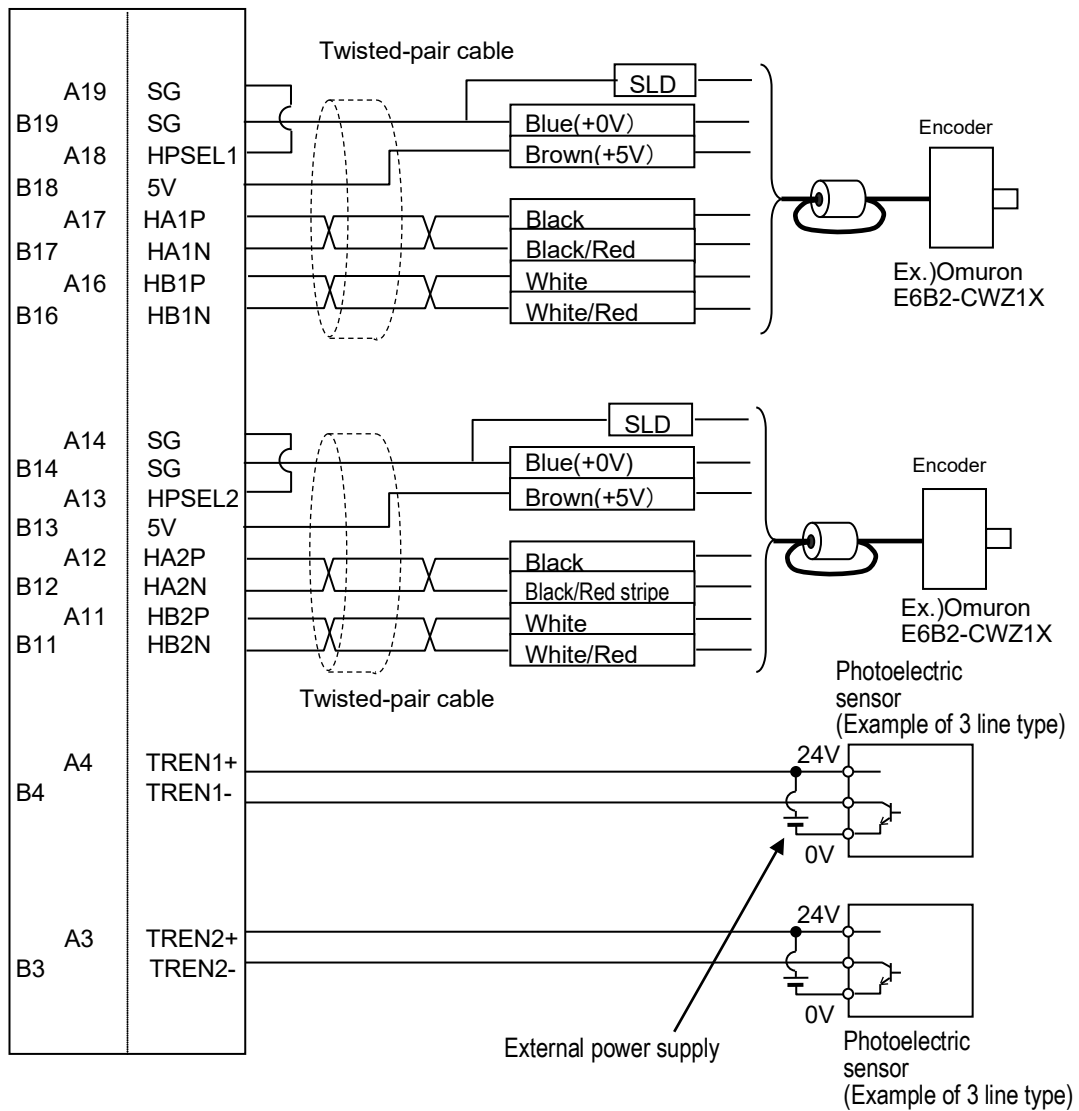 Twisted-pair cable
A19 SG
SLD
B19 SG
Blue(+0V）
A18 HPSEL1
Brown(+5V）
B18 5V
A17 HA1P
Black
B17 HA1N
Black/Red
A16 HB1P
White
B16 HB1N
White/Red
Encoder
Ex.)Omuron
E6B2-CWZ1X
A14 SG
SLD
B14 SG
Blue(+0V)
A13 HPSEL2
Brown(+5V）
B13 5V
A12 HA2P
Black
B12 HA2N
Black/Red stripe
A11 HB2P
White
B11 HB2N
White/Red
Encoder
Ex.)Omuron
E6B2-CWZ1X
Twisted-pair cable
Photoelectric
sensor
(Example of 3 line type)
A4 TREN1+
24V
B4 TREN1-
0V
A3 TREN2+
24V
B3 TREN2-
0V
External power supply
Photoelectric
sensor
(Example of 3 line type)